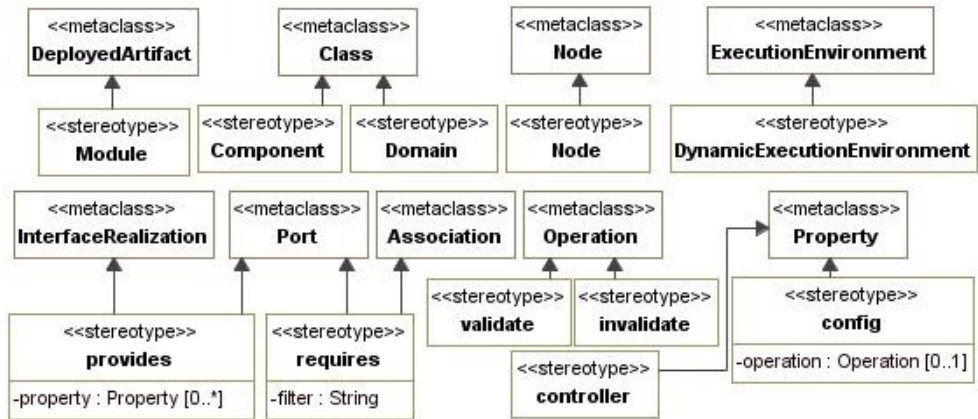 <<metaclass>>
DeployedArtifact
<<metaclass>>
Class
<<metaclass>>
Node
<<metaclass>>
ExecutionEnvironment
<<stereotype>>
Module
<<stereotype>>
Component
<<stereotype>>
Domain
<<stereotype>>
Node
<<stereotype>>
DynamicExecutionEnvironment
<<metaclass>>
InterfaceRealization
<<metaclass>>
Port
<<metaclass>>
Association
<<metaclass>>
Operation
<<metaclass>>
Property
<<stereotype>>
provides
-property : Property [0..*]
<<stereotype>>
requires
-filter : String
<<stereotype>>
validate
<<stereotype>>
invalidate
<<stereotype>>
controller
<<stereotype>>
config
-operation : Operation [0..1]